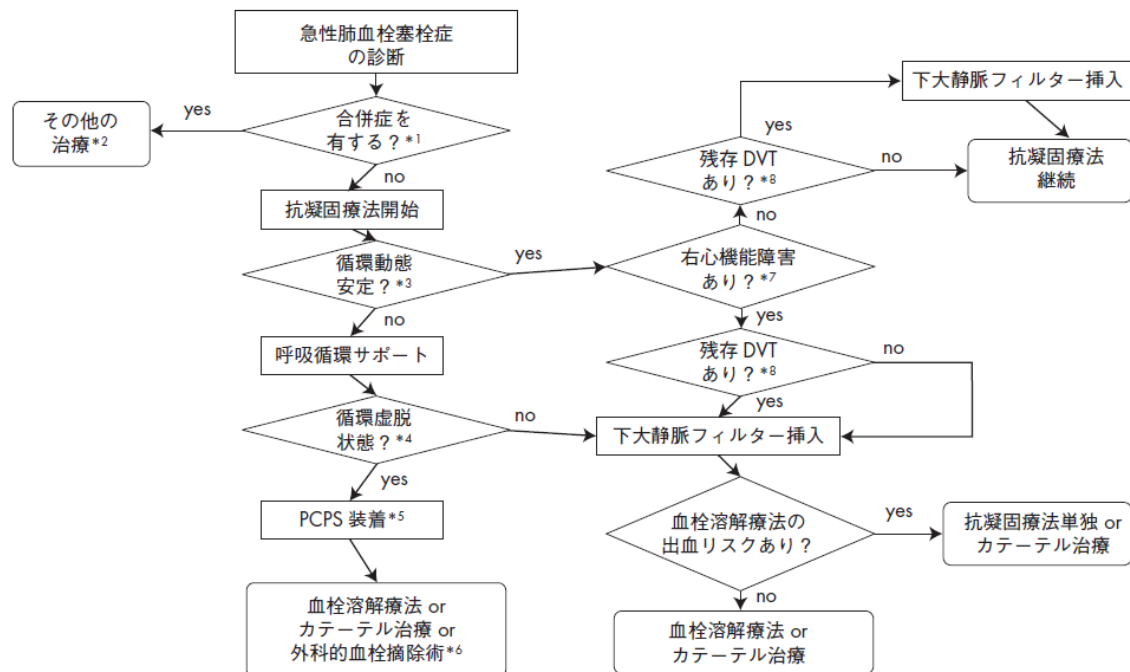 急性肺血栓塞栓症
の診断
yes
その他の
治療*2
合併症を
有する？*1
no
抗凝固療法開始
循環動態
安定？*3
yes
no
呼吸循環サポート
循環虚脱
状態？*4
no
yes
PCPS 装着*5
血栓溶解療法 or
カテーテル治療 or
外科的血栓摘除術*6
下大静脈フィルター挿入
yes
残存 DVT
あり？*8
no
抗凝固療法
継続
no
右心機能障害
あり？*7
yes
残存 DVT
あり？*8
no
yes
下大静脈フィルター挿入
血栓溶解療法の
出血リスクあり？
yes
抗凝固療法単独 or
カテーテル治療
no
血栓溶解療法 or
カテーテル治療